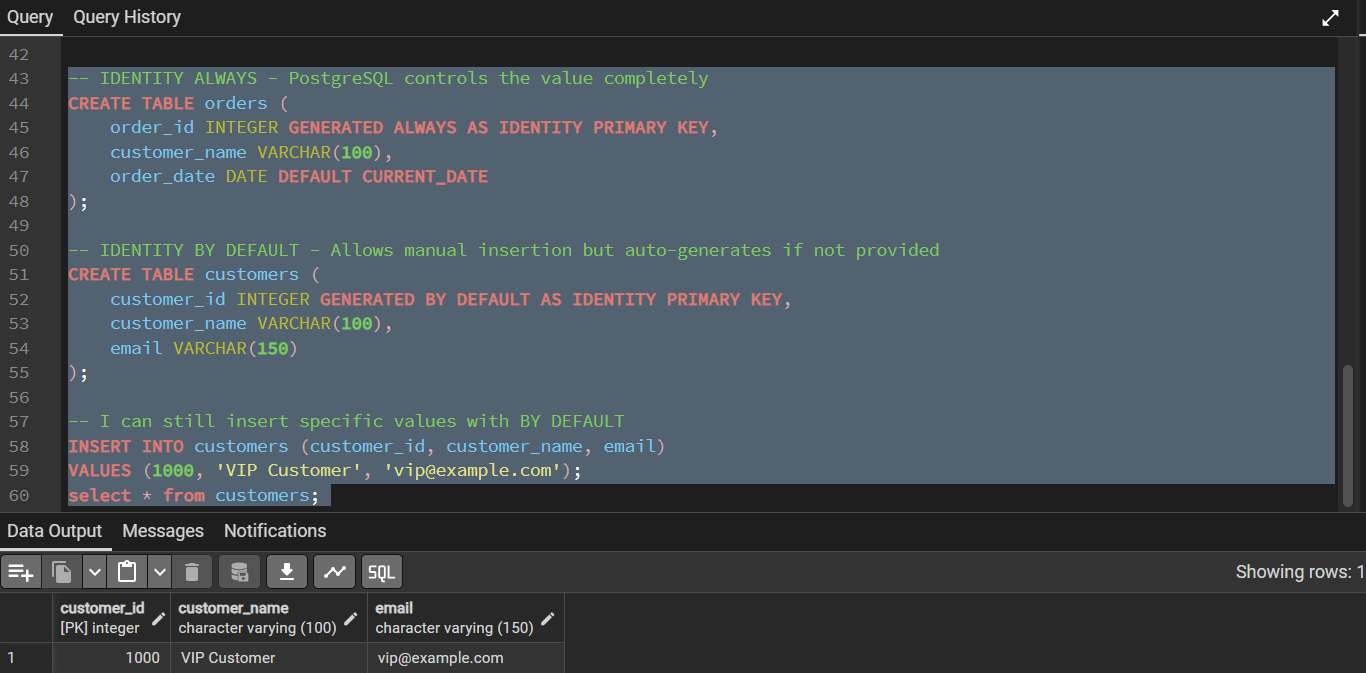 Query Query History
42
43 -- IDENTITY ALWAYS - PostgreSQL controls the value completely
44 CREATE TABLE orders (
45     order_id INTEGER GENERATED ALWAYS AS IDENTITY PRIMARY KEY,
46     customer_name VARCHAR(100),
47     order_date DATE DEFAULT CURRENT_DATE
48 );
49
50 -- IDENTITY BY DEFAULT - Allows manual insertion but auto-generates if not provided
51 CREATE TABLE customers (
52     customer_id INTEGER GENERATED BY DEFAULT AS IDENTITY PRIMARY KEY,
53     customer_name VARCHAR(100),
54     email VARCHAR(150)
55 );
56
57 -- I can still insert specific values with BY DEFAULT
58 INSERT INTO customers (customer_id, customer_name, email)
59 VALUES (1000, 'VIP Customer', 'vip@example.com');
60 select * from customers;
Data Output Messages Notifications
SQL Showing rows: 1
customer_id customer_name email
[PK] integer character varying (100) character varying (150)
1 1000 VIP Customer vip@example.com